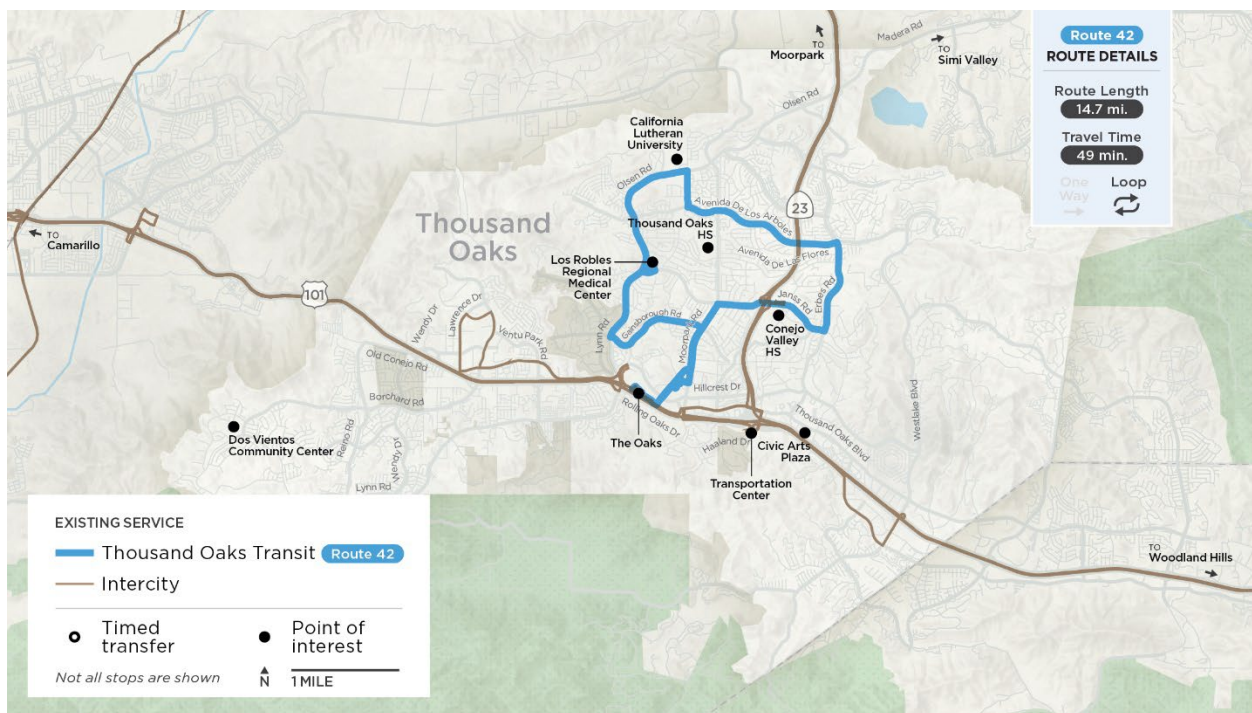 TO
Moorpark
Madera Rd
TO
Simi Valley
Route 42
ROUTE DETAILS
Route Length
14.7 mi.
Travel Time
49 min.
One
Way
Loop
Olsen Rd
California
Lutheran
University
Olsen Rd
Avenida De Los Arboles
23
Thousand Oaks
HS
Avenida De Las Flores
Thousand
Oaks
Los Robles
Regional
Medical
Center
TO
Camarillo
101
Erbes Rd
Janss Rd
Conejo
Valley
HS
Wendy Dr
Lawrence Dr
Ventu Park Rd
Lynn Rd
Gainsborough Rd
Moorpark Rd
Old Conejo Rd
Borchard Rd
Hillcrest Dr
Rolling Oaks Dr
Westlake Blvd
Thousand Oaks Blvd
The Oaks
Haaland Dr
Civic Arts
Plaza
Transportation
Center
Dos Vientos
Community Center
Reino Rd
Wendy Dr
Lynn Rd
TO
Woodland Hills
EXISTING SERVICE
Thousand Oaks Transit Route 42
Intercity
Timed
transfer
Point of
interest
Not all stops are shown
N
1 MILE